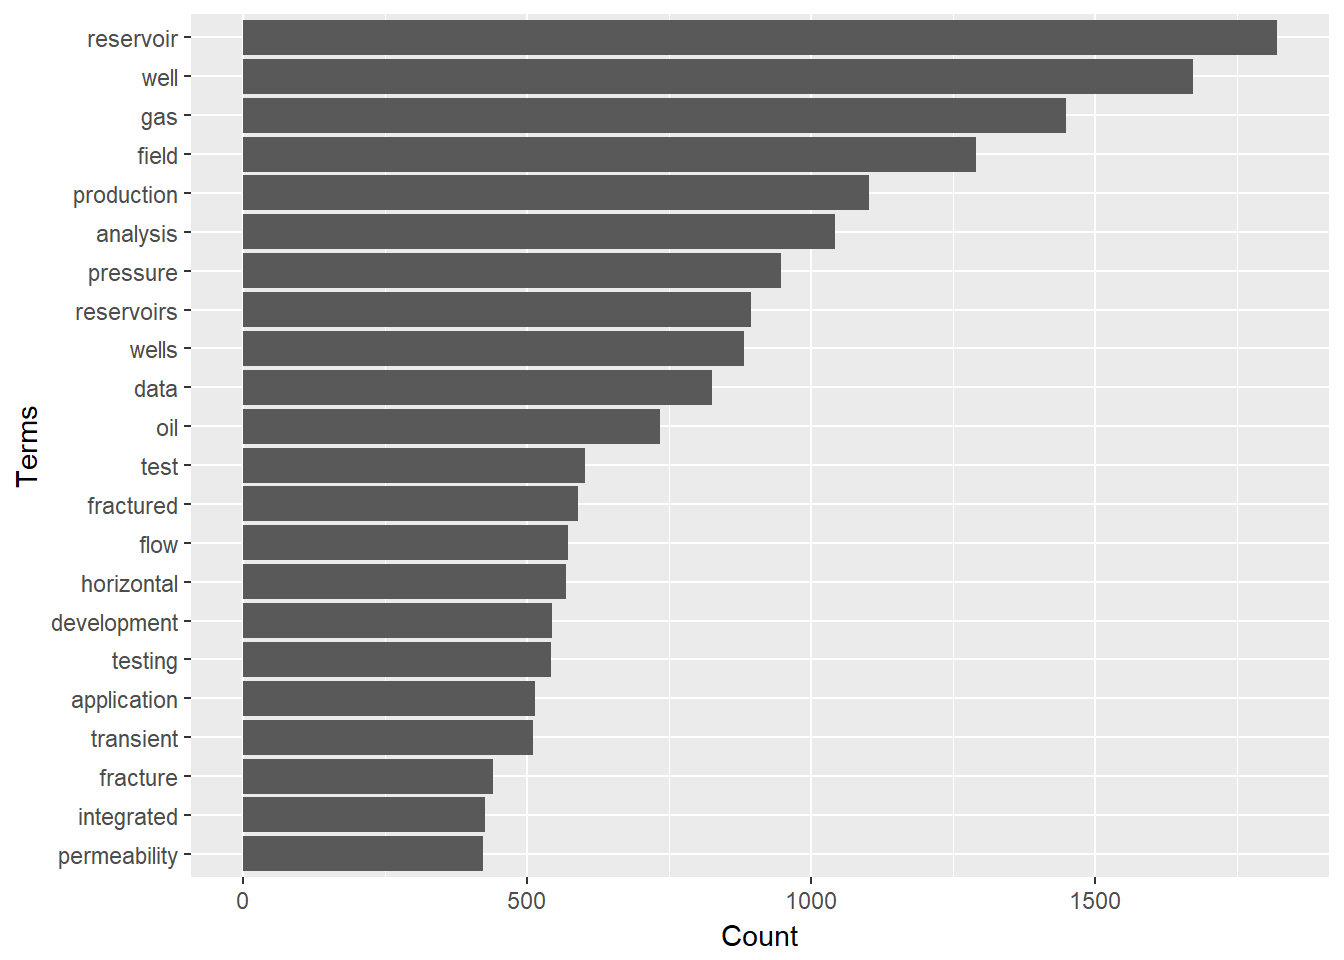 reservoir
well
gas
field
production
analysis
pressure
reservoirs
wells
data
oil
test
fractured
flow
horizontal
development
testing
application
transient
fracture
integrated
permeability
Terms
0 500 1000 1500
Count